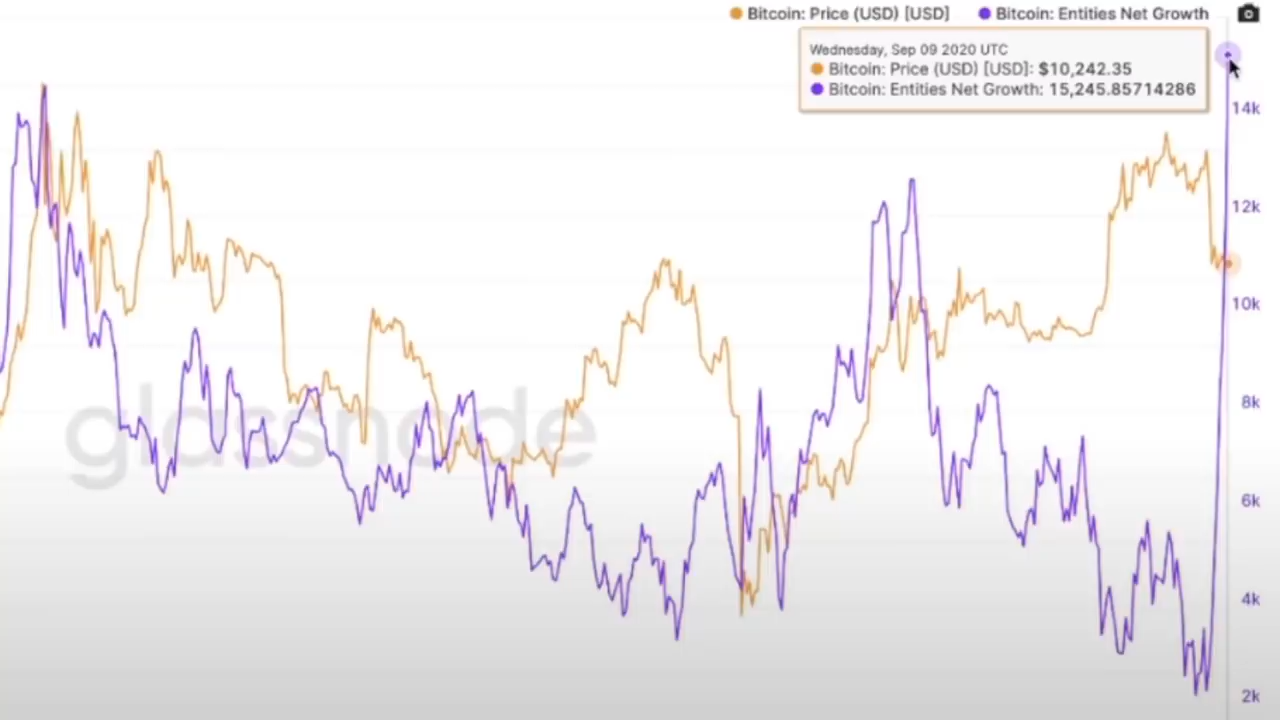 Bitcoin: Price (USD) [USD] Bitcoin: Entities Net Growth
Wednesday, Sep 09 2020 UTC
Bitcoin: Price (USD) [USD]: $10,242.35
Bitcoin: Entities Net Growth: 15,245.85714286
14k
12k
10k
8k
glassnode
6k
4k
2k